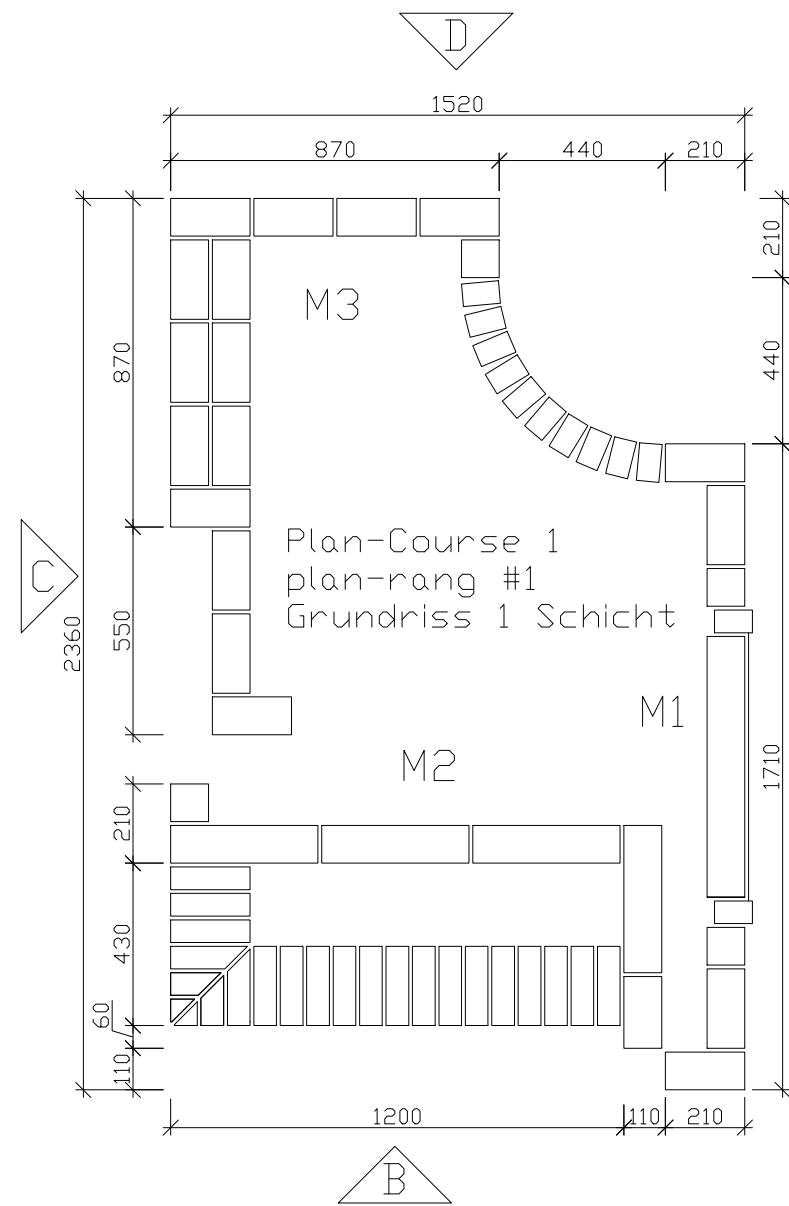 D
1520
870 440 210
210
M3
870
440
Plan-Course 1
plan-rang #1
Grundriss 1 Schicht
C
2360
550
M1
M2
1710
210
430
60
110
1200 110 210
B